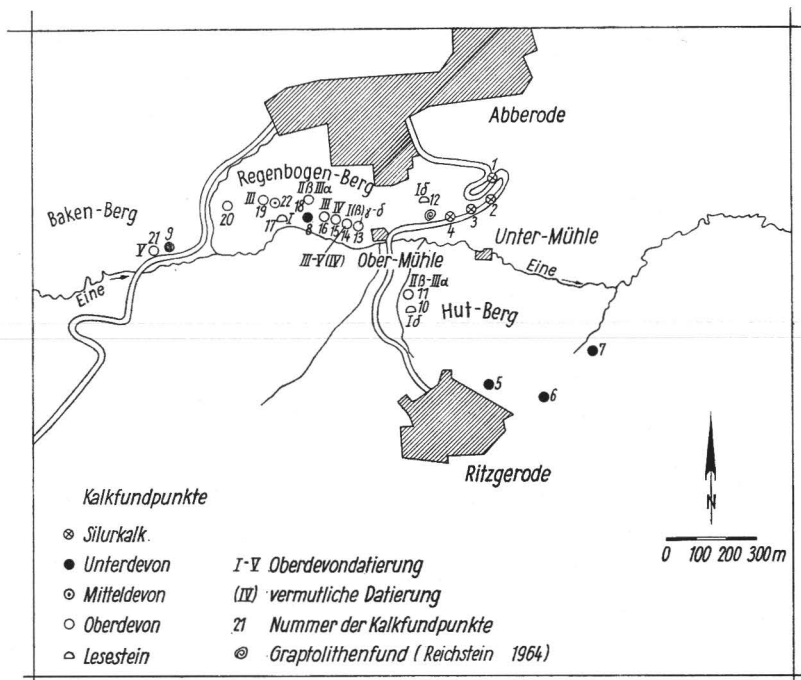 Abberode
1
Regenbogen-Berg
Iδ
12
2
3
4
IIβ IIIα
18
III
19
22
20
17
I
8
III
16
IV
15
I(β)γ-δ
14
13
III-V(IV)
Baken-Berg
21
V
9
Eine
Ober-Mühle
Unter-Mühle
Eine
IIβ-IIIα
11
10
Iδ
Hut-Berg
7
5
6
Ritzgerode
N
0 100 200 300m
Kalkfundpunkte
Silurkalk
Unterdevon
Mitteldevon
Oberdevon
Lesestein
I-V Oberdevondatierung
(IV) vermutliche Datierung
21 Nummer der Kalkfundpunkte
Graptolithenfund (Reichstein 1964)